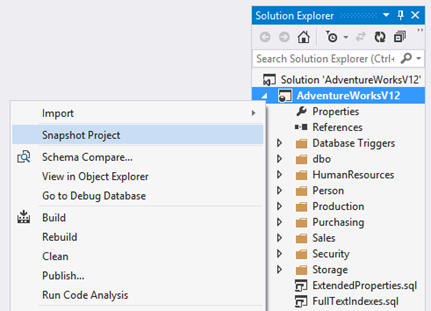 Solution Explorer
Search Solution Explorer (Ctrl+
Solution 'AdventureWorksV12'
AdventureWorksV12
Properties
References
Database Triggers
dbo
HumanResources
Person
Production
Purchasing
Sales
Security
Storage
ExtendedProperties.sql
FullTextIndexes.sql
Import
Snapshot Project
Schema Compare...
View in Object Explorer
Go to Debug Database
Build
Rebuild
Clean
Publish...
Run Code Analysis